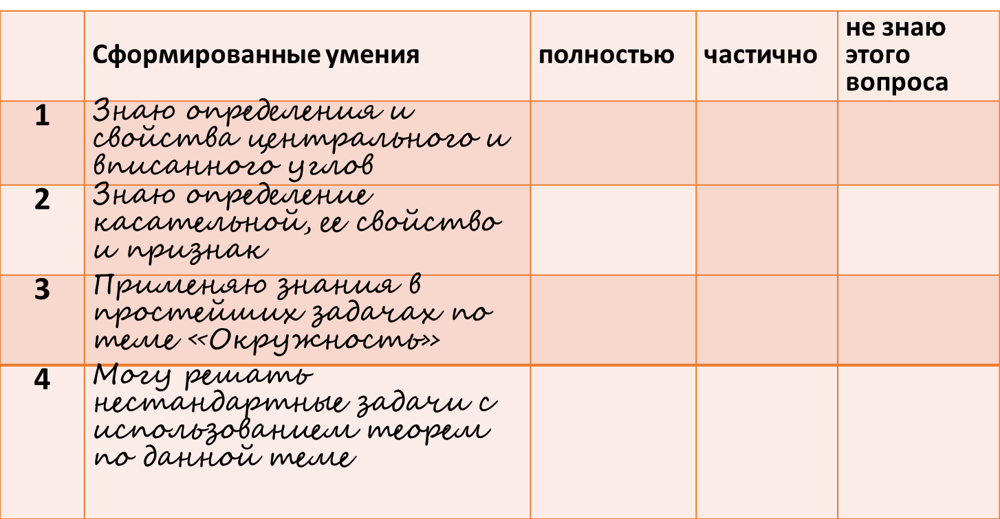 Сформированные умения
полностью
частично
не знаю
этого
вопроса
1
Знаю определения и
свойства центрального и
вписанного углов
2
Знаю определение
касательной, ее свойство
и признак
3
Применяю знания в
простейших задачах по
теме «Окружность»
4
Могу решать
нестандартные задачи с
использованием теорем
по данной теме